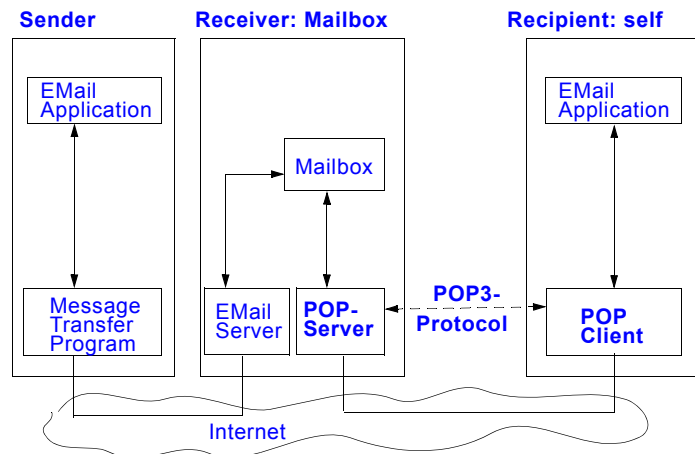 Sender
Receiver: Mailbox
Recipient: self
EMail
Application
EMail
Application
Mailbox
Message
Transfer
Program
EMail
Server
POP-
Server
POP3-
Protocol
POP
Client
Internet